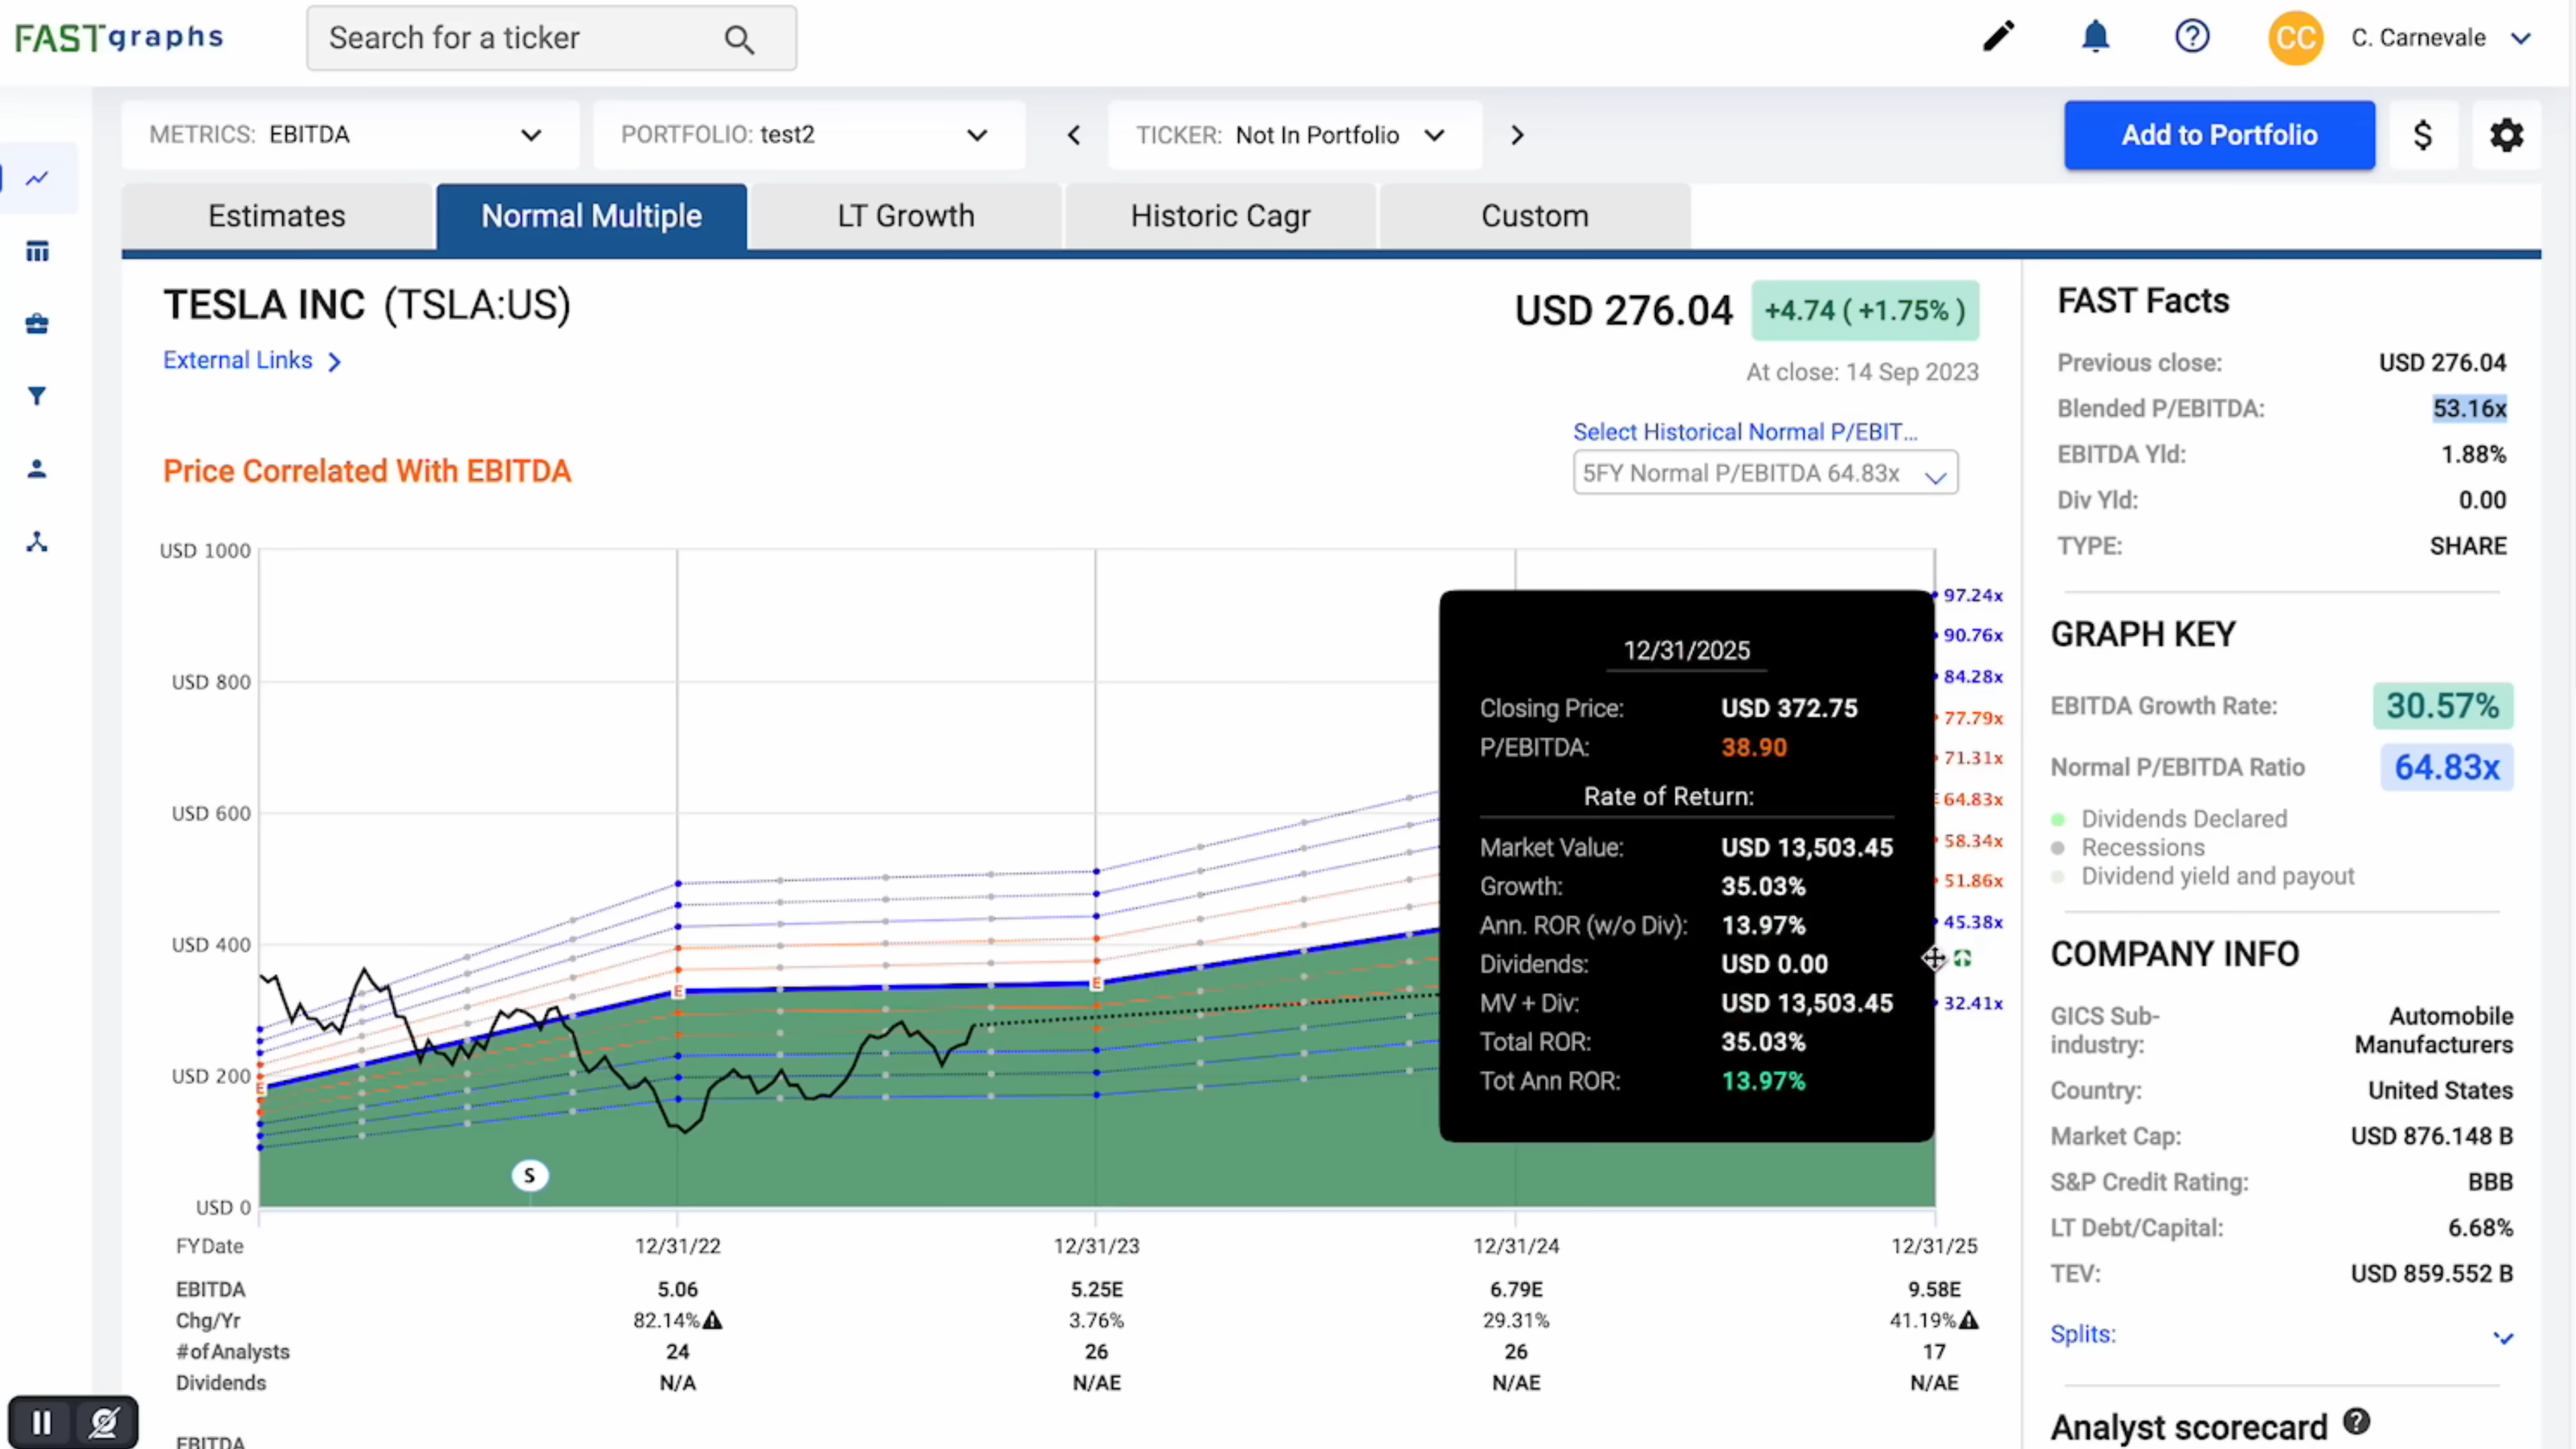 FASTgraphs
Search for a ticker
CC C. Carnevale
METRICS: EBITDA
PORTFOLIO: test2
TICKER: Not In Portfolio
Add to Portfolio
$
Estimates
Normal Multiple
LT Growth
Historic Cagr
Custom
TESLA INC (TSLA:US)
External Links
USD 276.04 +4.74 ( +1.75% )
At close: 14 Sep 2023
Select Historical Normal P/EBIT...
5FY Normal P/EBITDA 64.83x
Price Correlated With EBITDA
USD 1000
USD 800
USD 600
USD 400
USD 200
USD 0
E
E
E
S
12/31/2025
Closing Price: USD 372.75
P/EBITDA: 38.90
Rate of Return:
Market Value: USD 13,503.45
Growth: 35.03%
Ann. ROR (w/o Div): 13.97%
Dividends: USD 0.00
MV + Div: USD 13,503.45
Total ROR: 35.03%
Tot Ann ROR: 13.97%
97.24x
90.76x
84.28x
77.79x
71.31x
64.83x
58.34x
51.86x
45.38x
32.41x
FYDate 12/31/22 12/31/23 12/31/24 12/31/25
EBITDA 5.06 5.25E 6.79E 9.58E
Chg/Yr 82.14% 3.76% 29.31% 41.19%
#ofAnalysts 24 26 26 17
Dividends N/A N/AE N/AE N/AE
EBITDA
FAST Facts
Previous close: USD 276.04
Blended P/EBITDA: 53.16x
EBITDA Yld: 1.88%
Div Yld: 0.00
TYPE: SHARE
GRAPH KEY
EBITDA Growth Rate: 30.57%
Normal P/EBITDA Ratio 64.83x
Dividends Declared
Recessions
Dividend yield and payout
COMPANY INFO
GICS Sub- Automobile
industry: Manufacturers
Country: United States
Market Cap: USD 876.148 B
S&P Credit Rating: BBB
LT Debt/Capital: 6.68%
TEV: USD 859.552 B
Splits:
Analyst scorecard ?